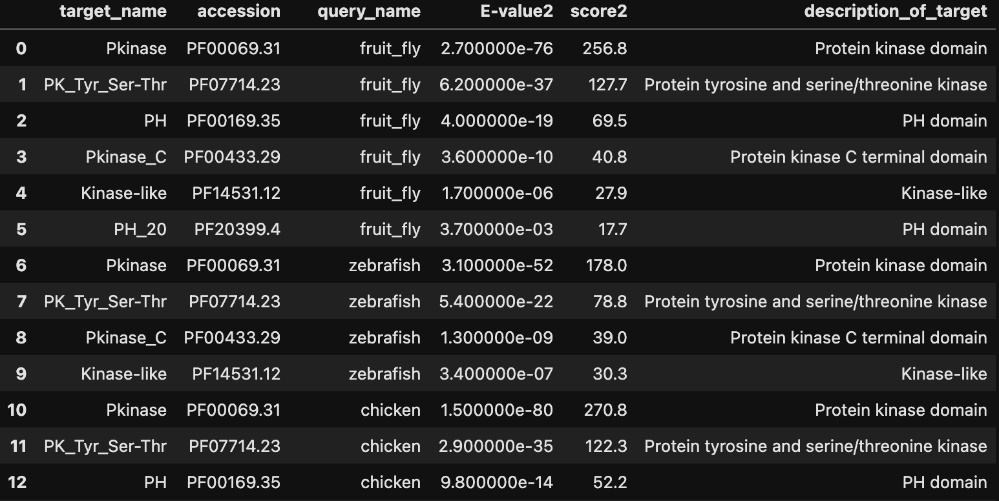 target_name accession query_name E-value2 score2 description_of_target
0 Pkinase PF00069.31 fruit_fly 2.700000e-76 256.8 Protein kinase domain
1 PK_Tyr_Ser-Thr PF07714.23 fruit_fly 6.200000e-37 127.7 Protein tyrosine and serine/threonine kinase
2 PH PF00169.35 fruit_fly 4.000000e-19 69.5 PH domain
3 Pkinase_C PF00433.29 fruit_fly 3.600000e-10 40.8 Protein kinase C terminal domain
4 Kinase-like PF14531.12 fruit_fly 1.700000e-06 27.9 Kinase-like
5 PH_20 PF20399.4 fruit_fly 3.700000e-03 17.7 PH domain
6 Pkinase PF00069.31 zebrafish 3.100000e-52 178.0 Protein kinase domain
7 PK_Tyr_Ser-Thr PF07714.23 zebrafish 5.400000e-22 78.8 Protein tyrosine and serine/threonine kinase
8 Pkinase_C PF00433.29 zebrafish 1.300000e-09 39.0 Protein kinase C terminal domain
9 Kinase-like PF14531.12 zebrafish 3.400000e-07 30.3 Kinase-like
10 Pkinase PF00069.31 chicken 1.500000e-80 270.8 Protein kinase domain
11 PK_Tyr_Ser-Thr PF07714.23 chicken 2.900000e-35 122.3 Protein tyrosine and serine/threonine kinase
12 PH PF00169.35 chicken 9.800000e-14 52.2 PH domain